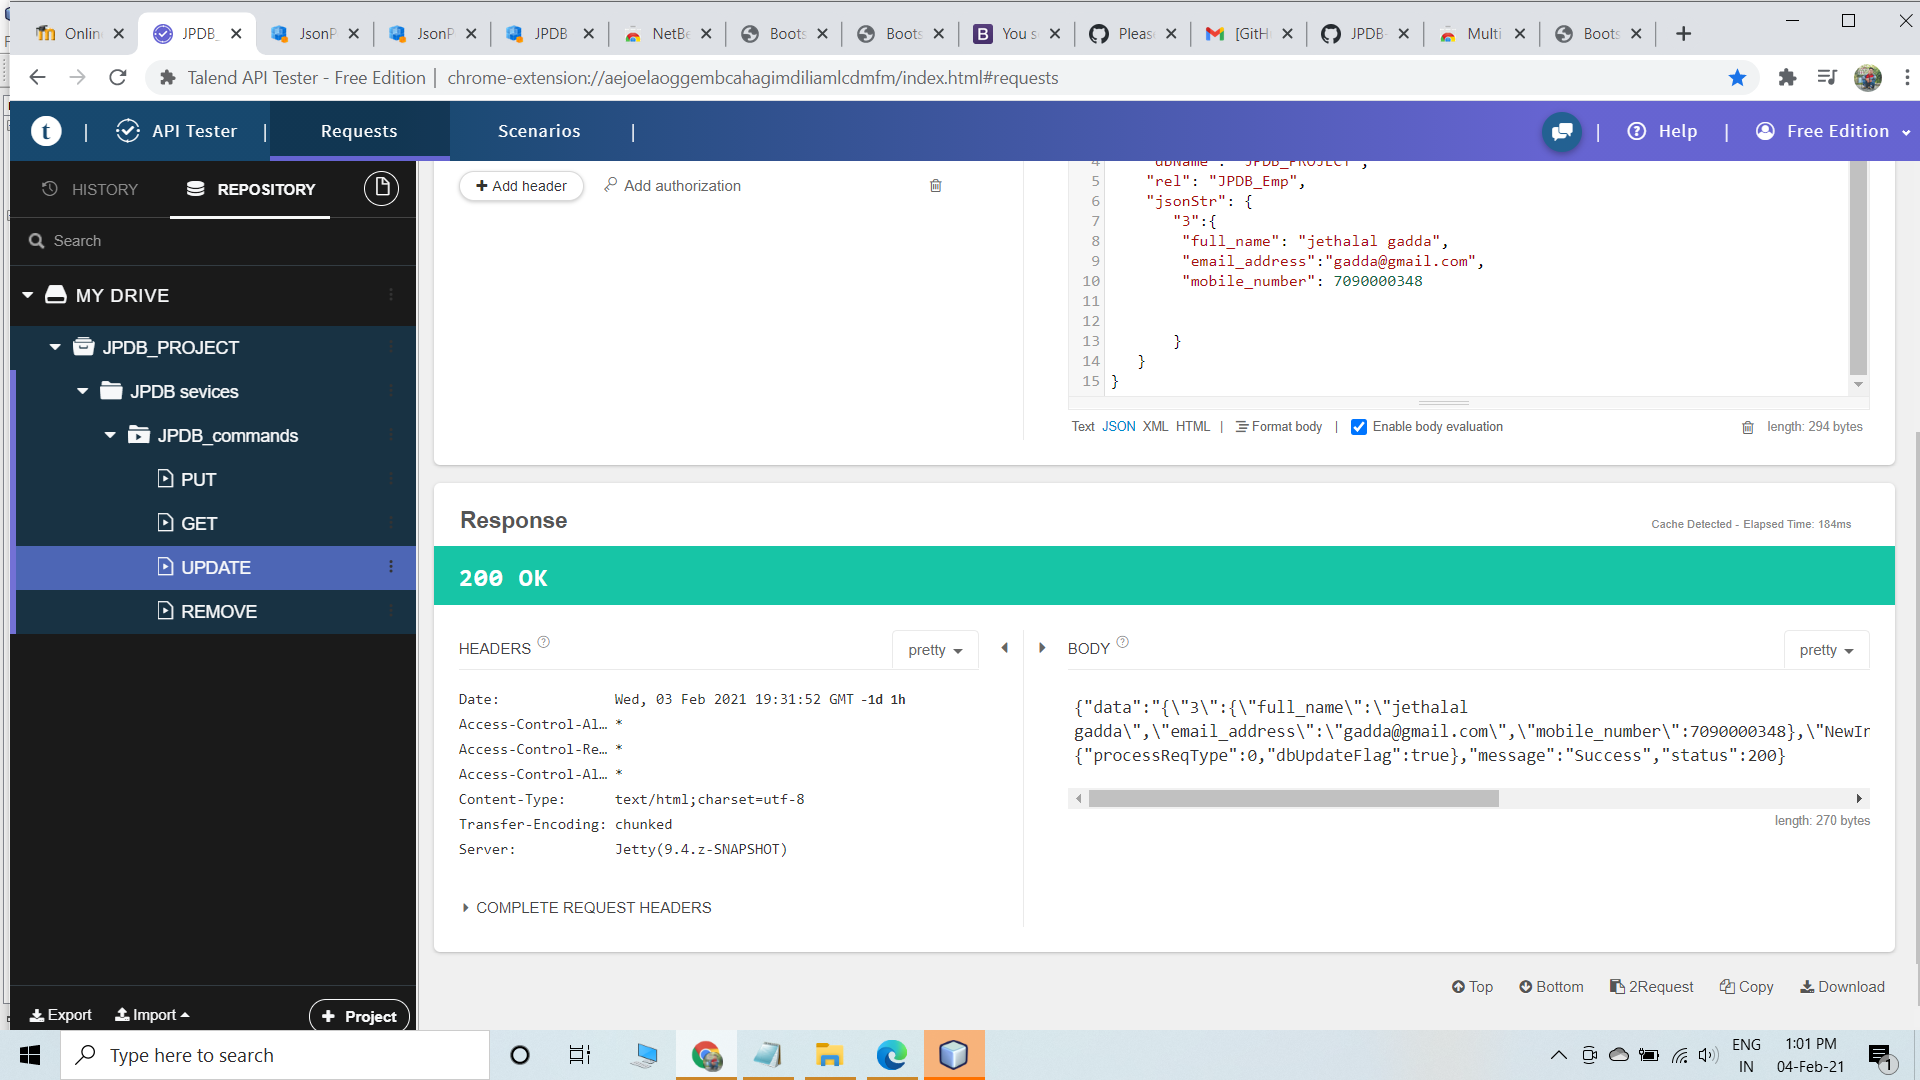 Onlin
JPDB_
JsonP
JsonP
JPDB
NetBe
Boots
Boots
You s
Pleas
[GitH
JPDB-
Multi
Boots
Talend API Tester - Free Edition | chrome-extension://aejoelaoggembcahagimdiliamlcdmfm/index.html#requests
t | API Tester | Requests Scenarios | | Help | Free Edition
HISTORY REPOSITORY
Search
MY DRIVE
JPDB_PROJECT
JPDB sevices
JPDB_commands
PUT
GET
UPDATE
REMOVE
Export Import + Project
+ Add header Add authorization
4 "dbName": "JPDB_PROJECT",
5 "rel": "JPDB_Emp",
6 "jsonStr": {
7 "3":{
8 "full_name": "jethalal gadda",
9 "email_address":"gadda@gmail.com",
10 "mobile_number": 7090000348
11
12
13 }
14 }
15 }
Text JSON XML HTML | Format body | Enable body evaluation length: 294 bytes
Response
Cache Detected - Elapsed Time: 184ms
200 OK
HEADERS ? pretty
Date: Wed, 03 Feb 2021 19:31:52 GMT -1d 1h
Access-Control-Al… *
Access-Control-Re… *
Access-Control-Al… *
Content-Type: text/html;charset=utf-8
Transfer-Encoding: chunked
Server: Jetty(9.4.z-SNAPSHOT)
COMPLETE REQUEST HEADERS
BODY ? pretty
{"data":"{\"3\":{\"full_name\":\"jethalal
gadda\",\"email_address\":\"gadda@gmail.com\",\"mobile_number\":7090000348},\"NewIr
{"processReqType":0,"dbUpdateFlag":true},"message":"Success","status":200}
length: 270 bytes
Top Bottom 2Request Copy Download
Type here to search
ENG
IN
1:01 PM
04-Feb-21
1